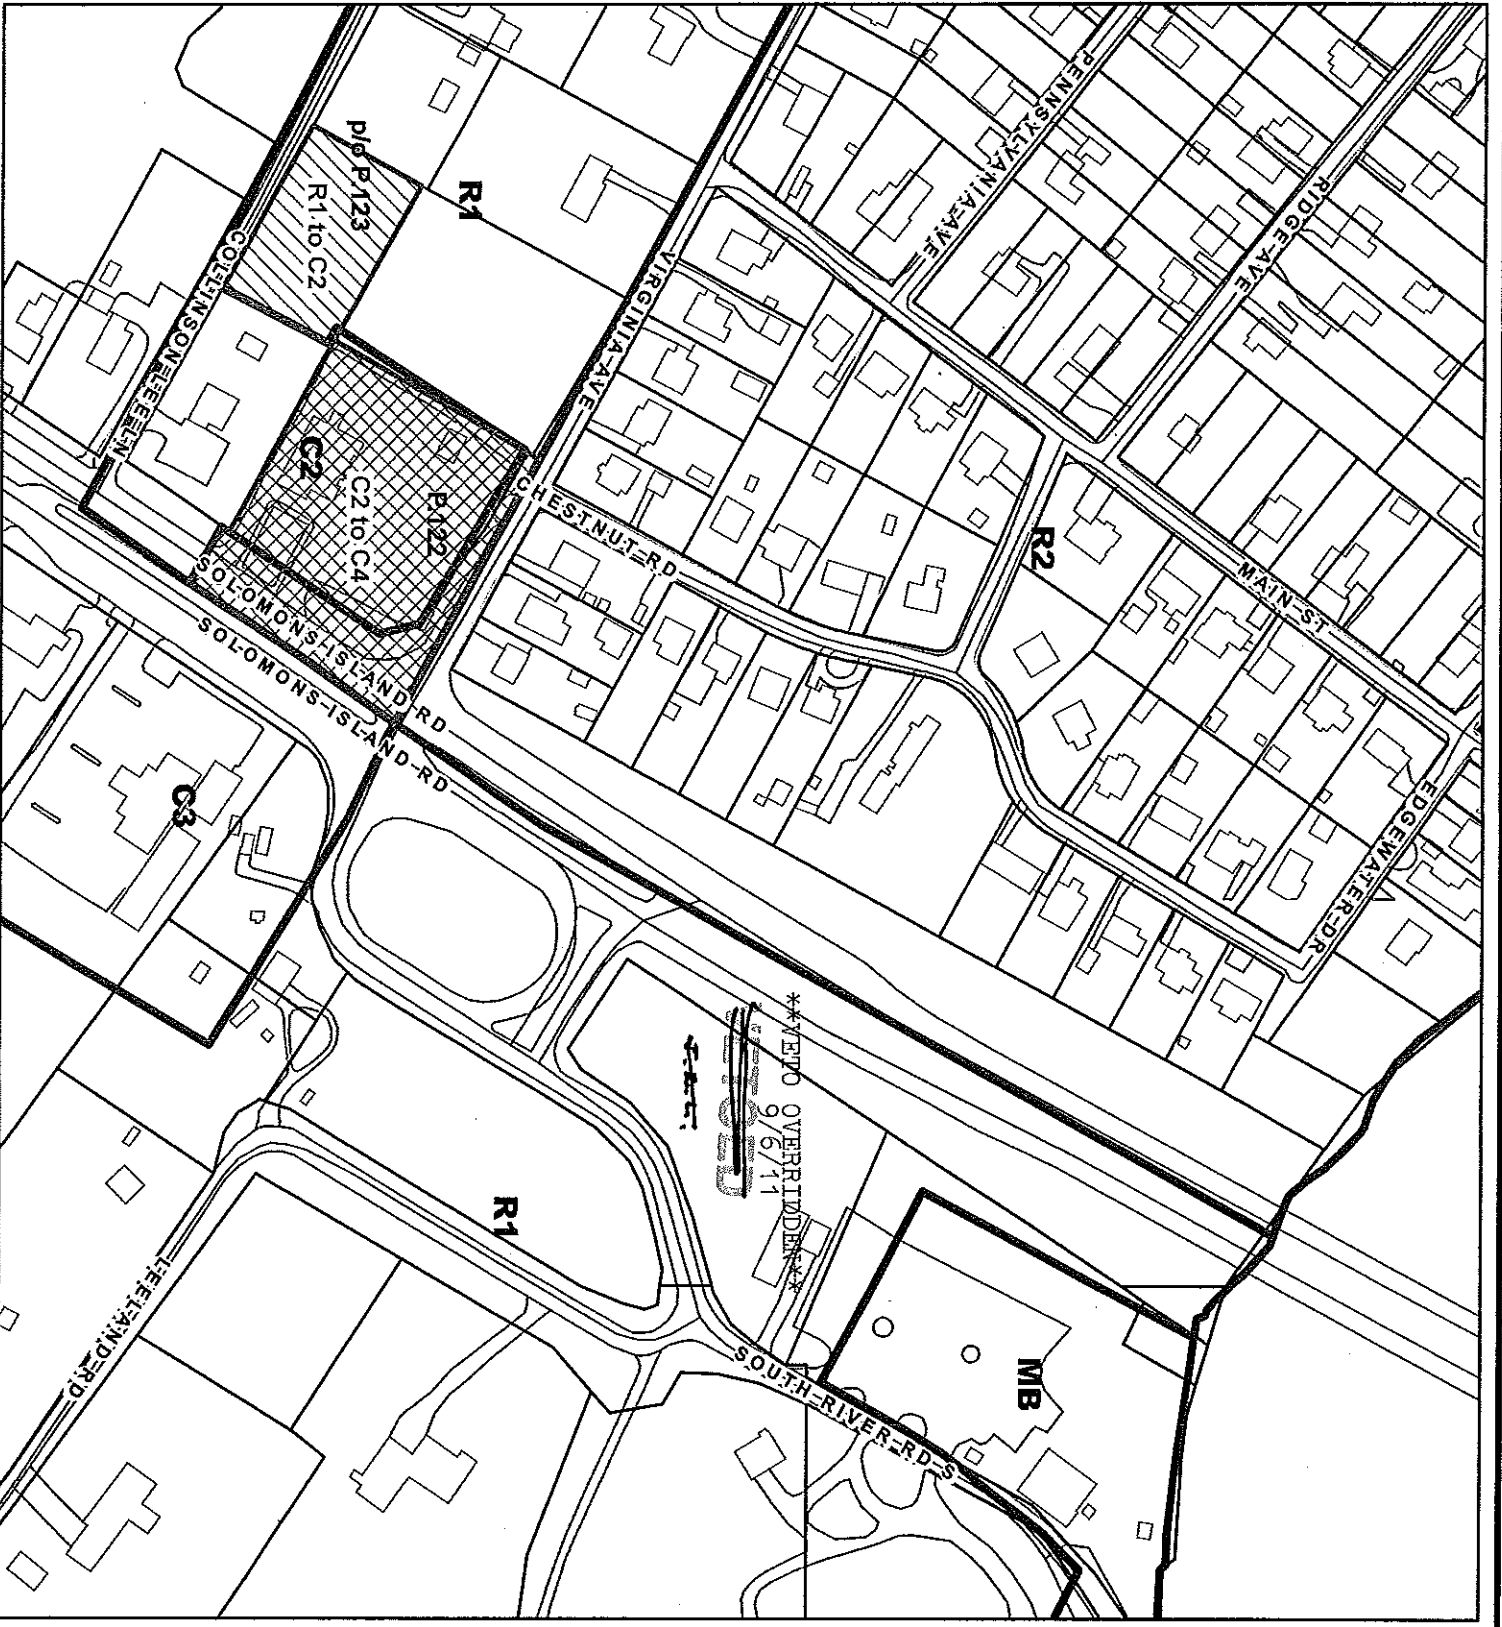 PENNSYLVANIA-AVE
RIDGE-AVE
p/o P.123
R1 to C2
R1
VIRGINIA-AVE
COLLINSON LEE LN
C2
C2 to C4
P.122
CHESTNUT-RD
R2
MAIN-ST
SOLOMONS-ISLAND-RD
SOLOMONS-ISLAND-RD
C3
EDGEWATER-DR
**VETO OVERRIDDEN**
9/6/11
R1
MB
LEELAND-RD
SOUTH-RIVER-RD-S